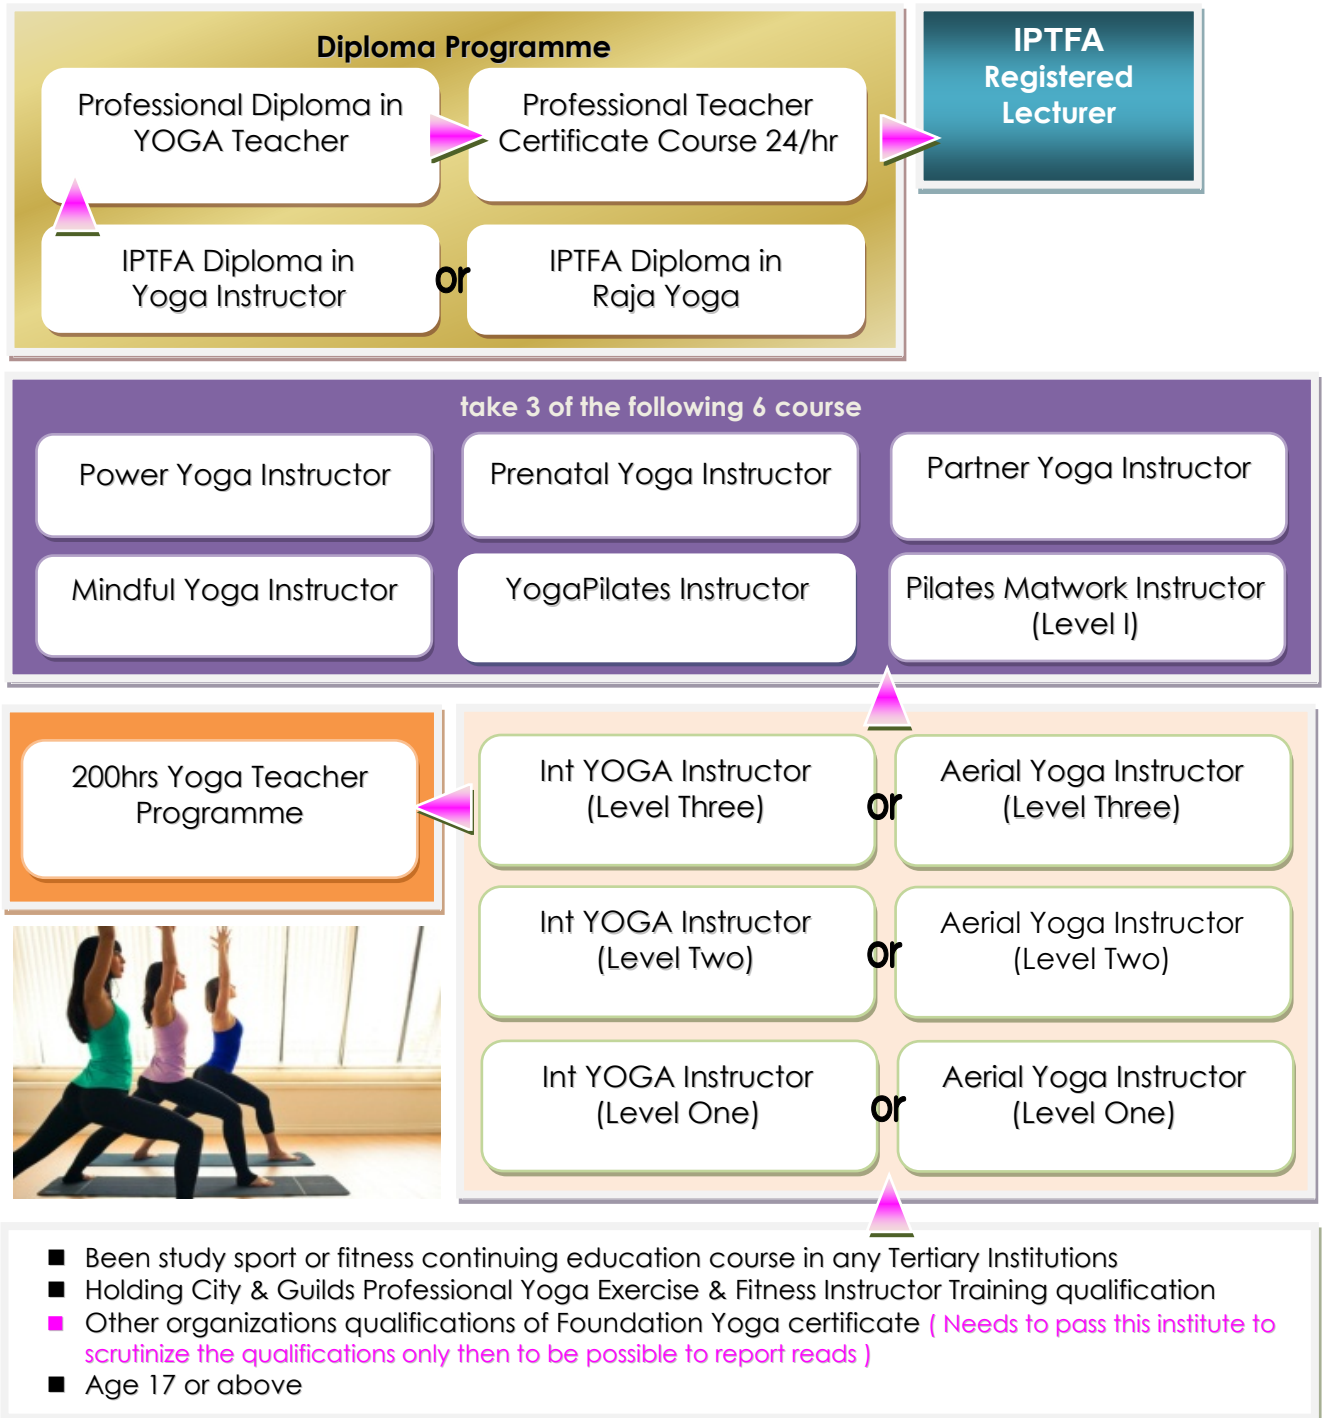 Diploma Programme
Professional Diploma in
YOGA Teacher
Professional Teacher
Certificate Course 24/hr
IPTFA
Registered
Lecturer
IPTFA Diploma in
Yoga Instructor
or
IPTFA Diploma in
Raja Yoga
take 3 of the following 6 course
Power Yoga Instructor
Prenatal Yoga Instructor
Partner Yoga Instructor
Mindful Yoga Instructor
YogaPilates Instructor
Pilates Matwork Instructor
(Level I)
200hrs Yoga Teacher
Programme
Int YOGA Instructor
(Level Three)
or
Aerial Yoga Instructor
(Level Three)
Int YOGA Instructor
(Level Two)
or
Aerial Yoga Instructor
(Level Two)
Int YOGA Instructor
(Level One)
or
Aerial Yoga Instructor
(Level One)
Been study sport or fitness continuing education course in any Tertiary Institutions
Holding City & Guilds Professional Yoga Exercise & Fitness Instructor Training qualification
Other organizations qualifications of Foundation Yoga certificate ( Needs to pass this institute to
scrutinize the qualifications only then to be possible to report reads )
Age 17 or above